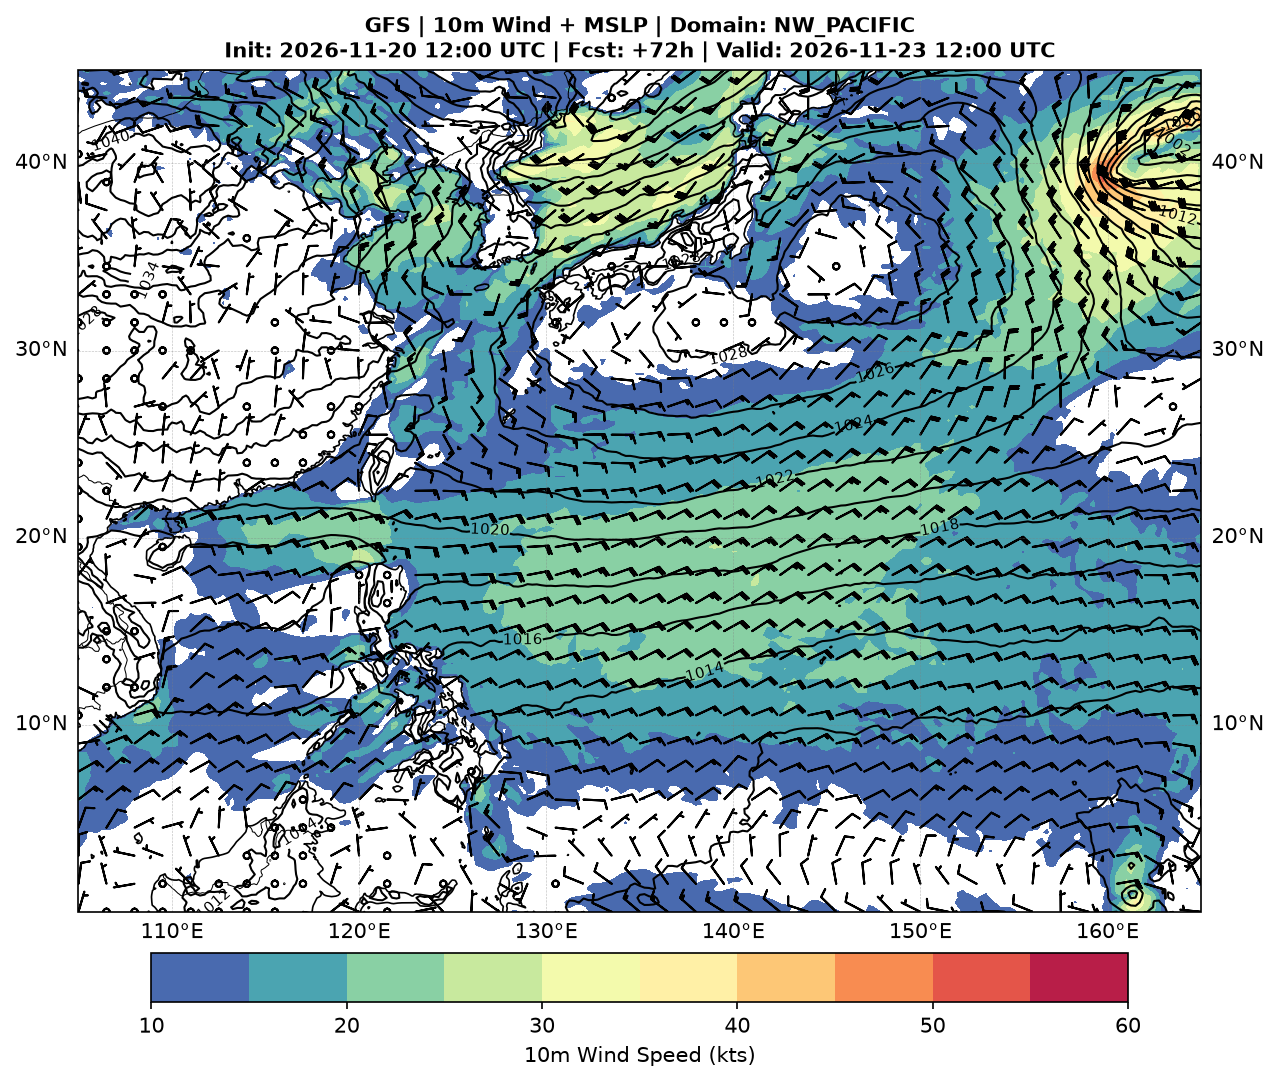 GFS | 10m Wind + MSLP | Domain: NW_PACIFIC
Init: 2026-11-20 12:00 UTC | Fcst: +72h | Valid: 2026-11-23 12:00 UTC
40°N
40°N
1040
1012
1034
30°N
30°N
1028
1026
1024
1022
1020
1018
20°N
20°N
1016
1014
10°N
10°N
1012
110°E
120°E
130°E
140°E
150°E
160°E
10
20
30
40
50
60
10m Wind Speed (kts)